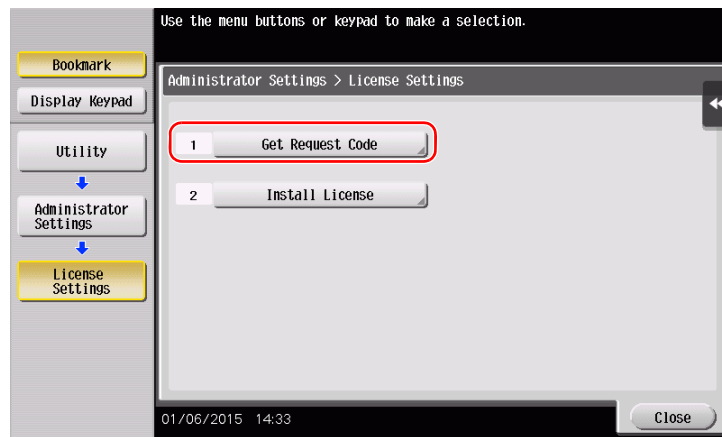 Use the menu buttons or keypad to make a selection.
Bookmark
Display Keypad
Utility
Administrator
Settings
License
Settings
Administrator Settings > License Settings
1 Get Request Code
2 Install License
01/06/2015 14:33
Close